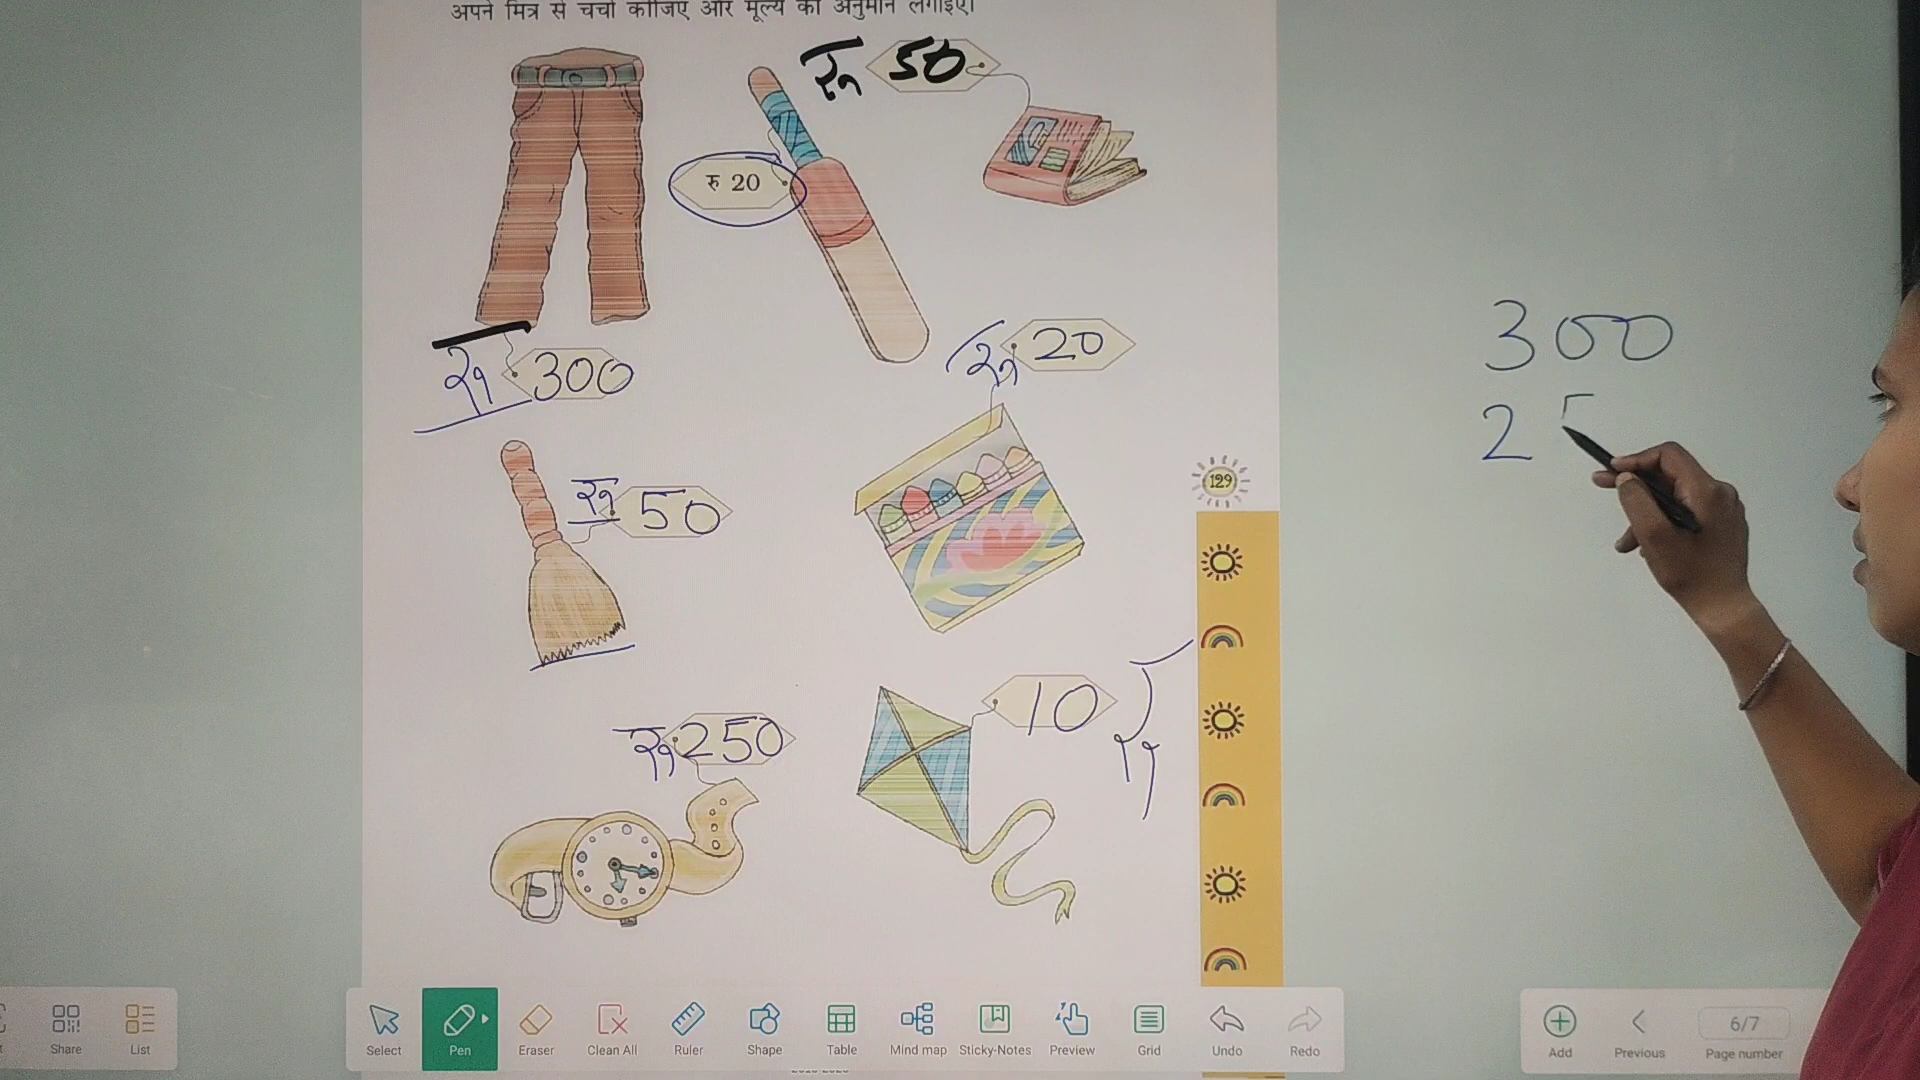 अपने मित्र से चर्चा कीजिए और मूल्य का अनुमान लगाइए।
रु 50
रु 20
रु 300
रु 20
रु 50
129
रु 250
10 रु
300
25
Share
List
Select
Pen
Eraser
Clean All
Ruler
Shape
Table
Mind map
Sticky-Notes
Preview
Grid
Undo
Redo
Add
Previous
6/7
Page number